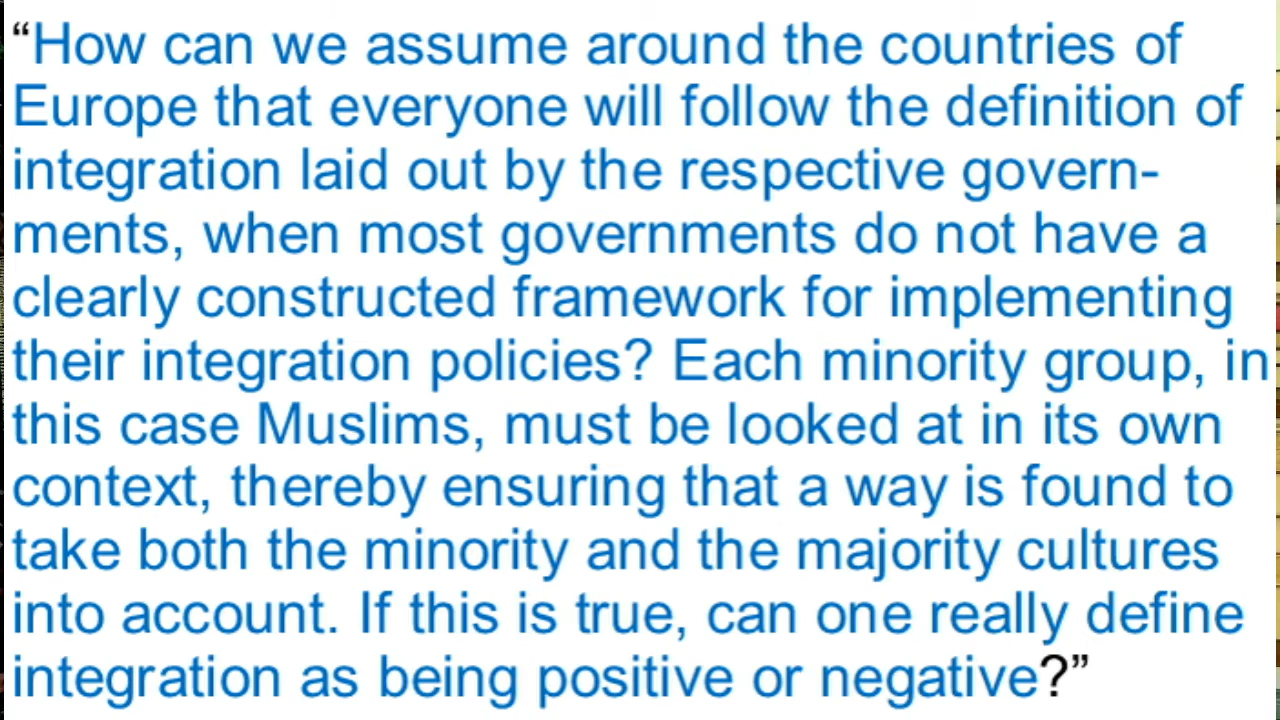 “How can we assume around the countries of
Europe that everyone will follow the definition of
integration laid out by the respective govern-
ments, when most governments do not have a
clearly constructed framework for implementing
their integration policies? Each minority group, in
this case Muslims, must be looked at in its own
context, thereby ensuring that a way is found to
take both the minority and the majority cultures
into account. If this is true, can one really define
integration as being positive or negative?”